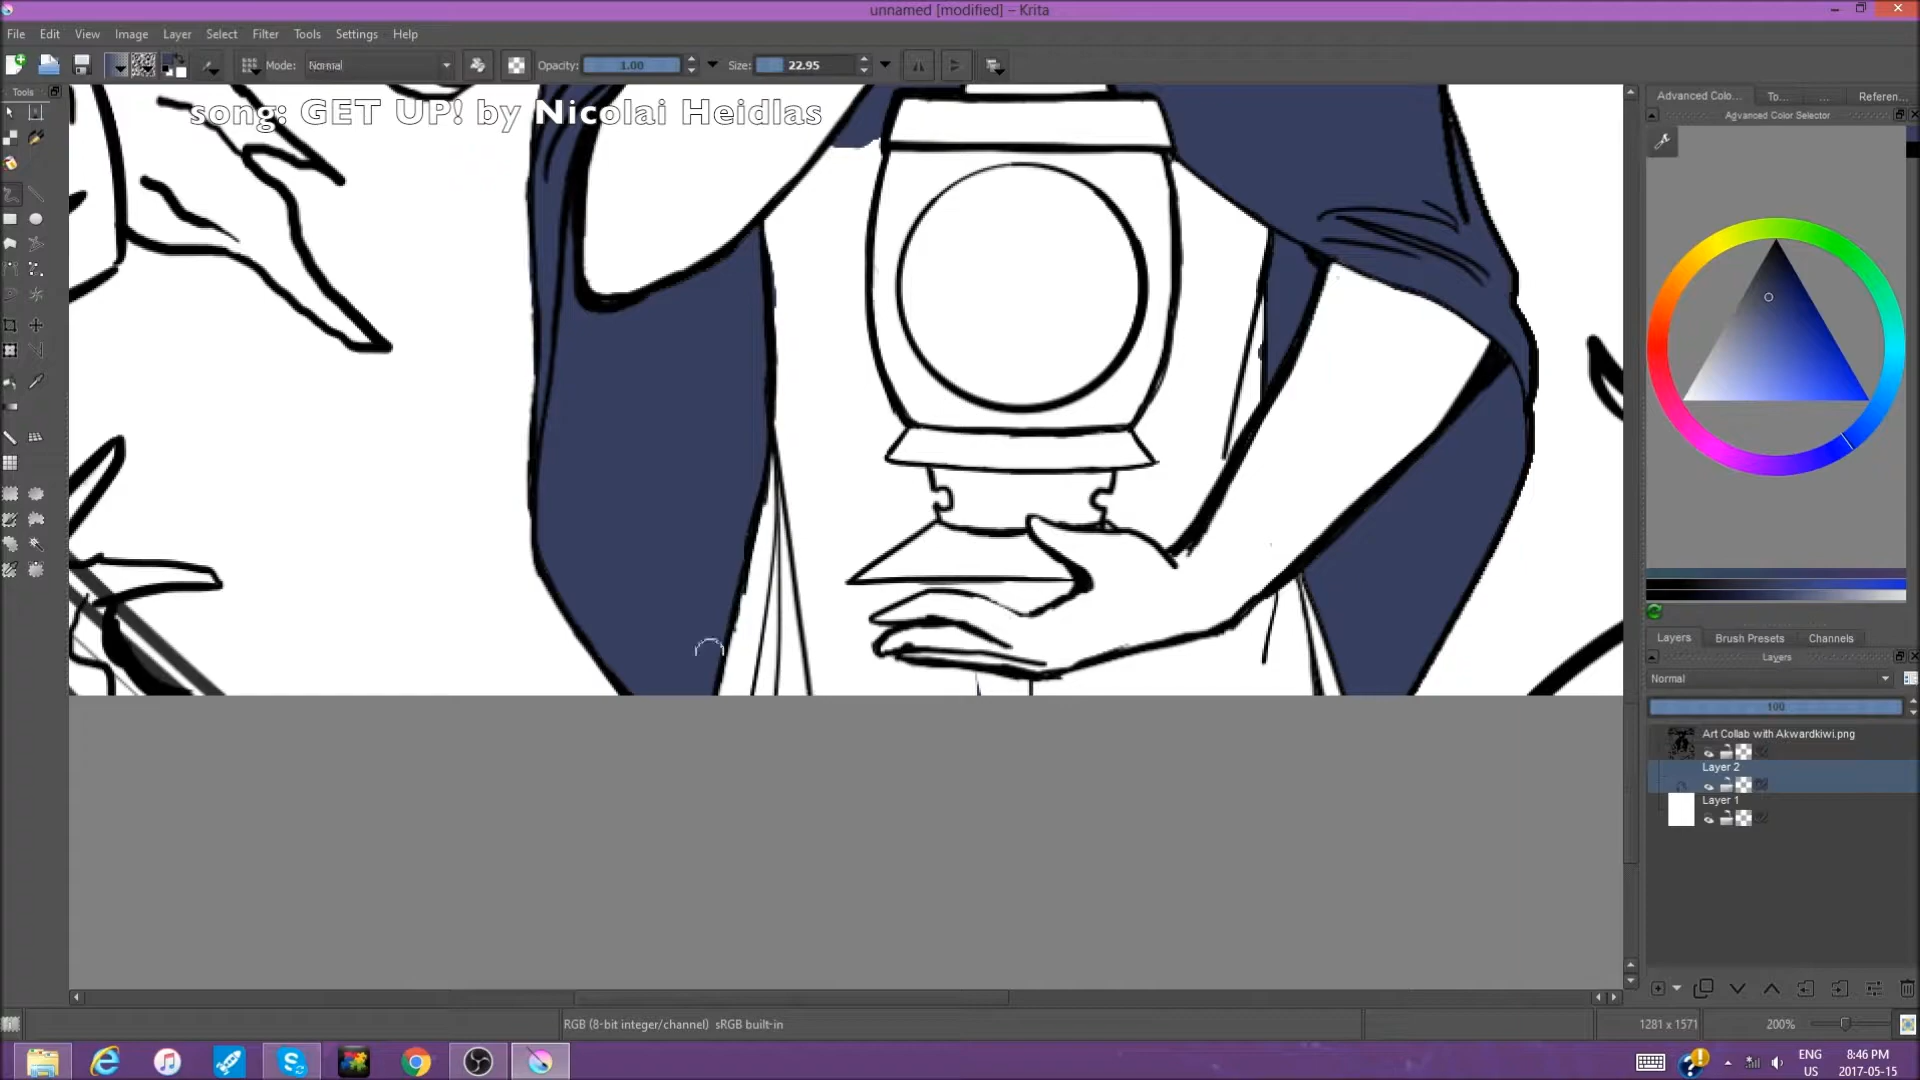 unnamed [modified] – Krita
File Edit View Image Layer Select Filter Tools Settings Help
Mode: Normal Opacity: 1.00 Size: 22.95
Tools
song: GET UP! by Nicolai Heidlas
Advanced Colo... To... ... Referen...
Advanced Color Selector
Layers Brush Presets Channels
Layers
Normal
100
Art Collab with Akwardkiwi.png
Layer 2
Layer 1
RGB (8-bit integer/channel) sRGB built-in
1281 x 1571 200%
ENG 8:46 PM
US 2017-05-15